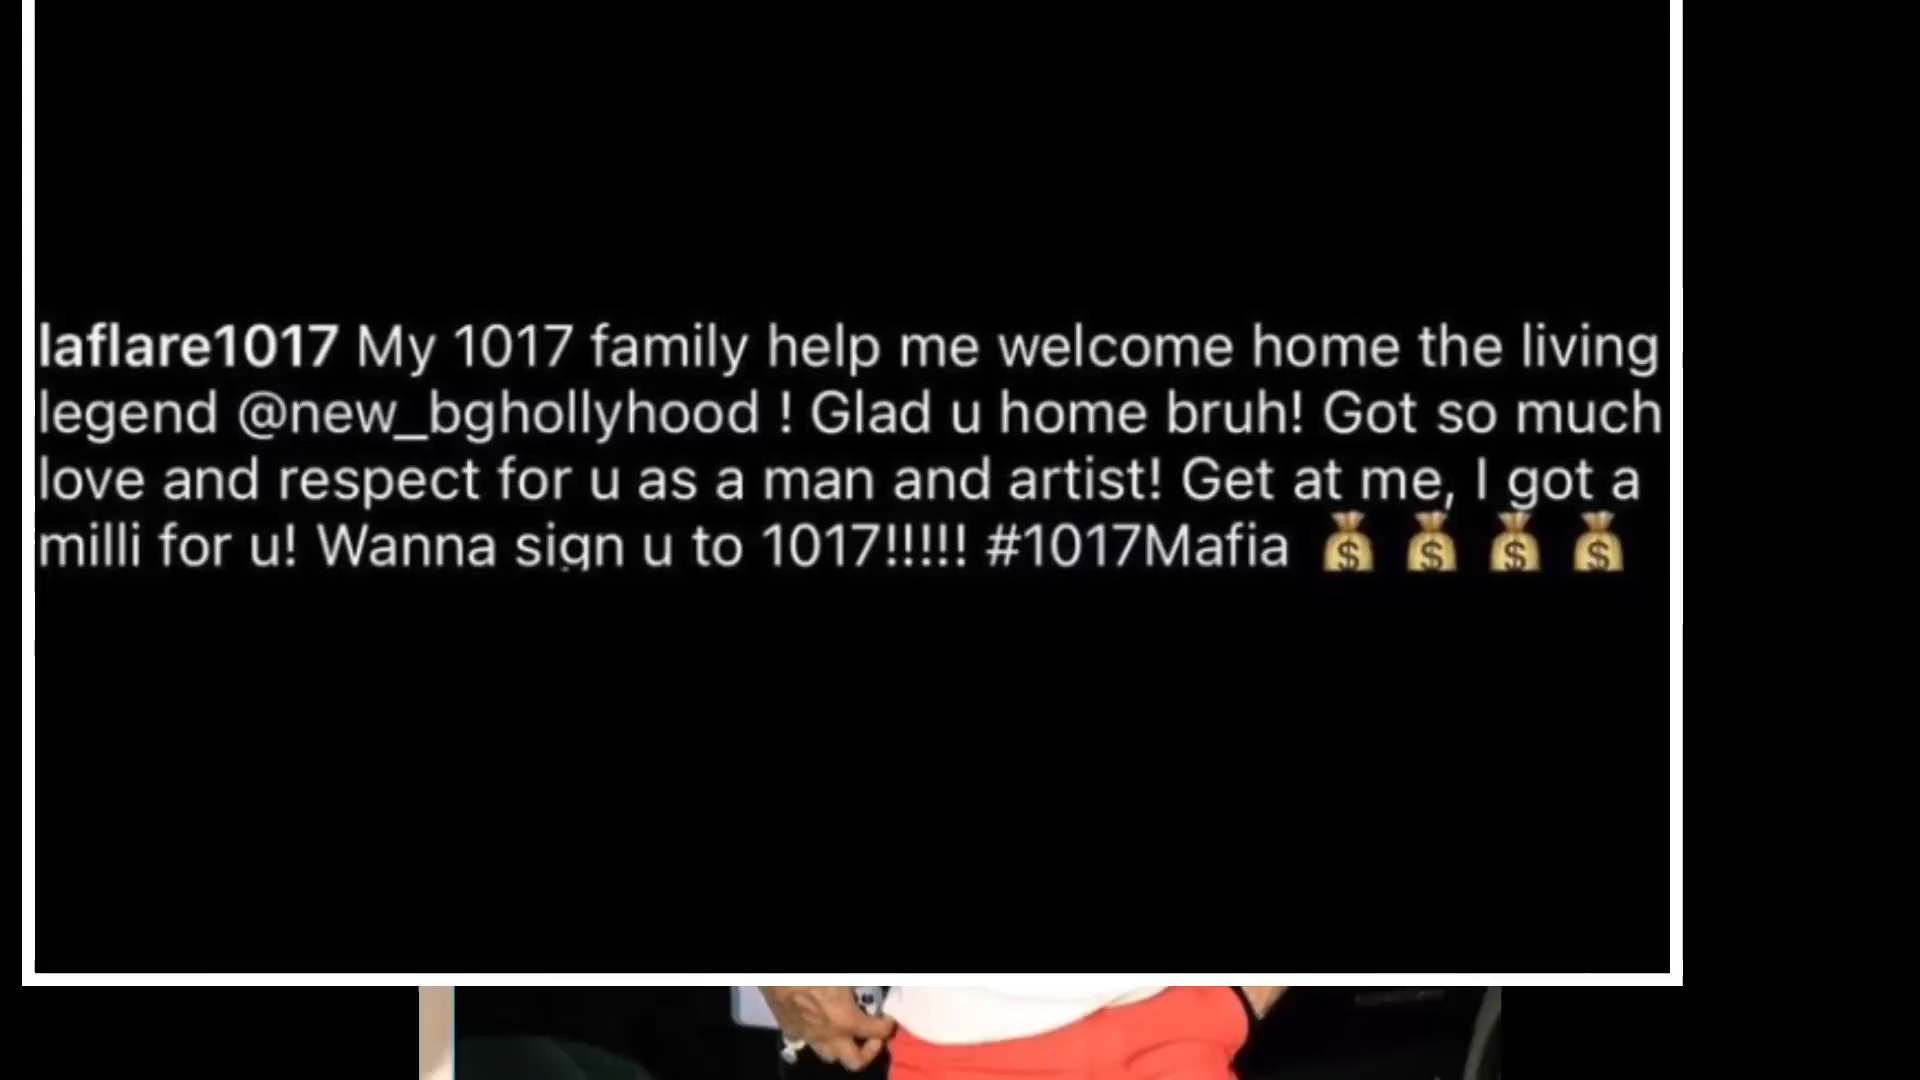 laflare1017 My 1017 family help me welcome home the living
legend @new_bghollyhood ! Glad u home bruh! Got so much
love and respect for u as a man and artist! Get at me, I got a
milli for u! Wanna sign u to 1017!!!!! #1017Mafia 💰 💰 💰 💰